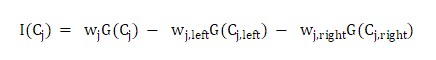 I(Cj) = wjG(Cj) − wj,leftG(Cj,left) − wj,rightG(Cj,right)